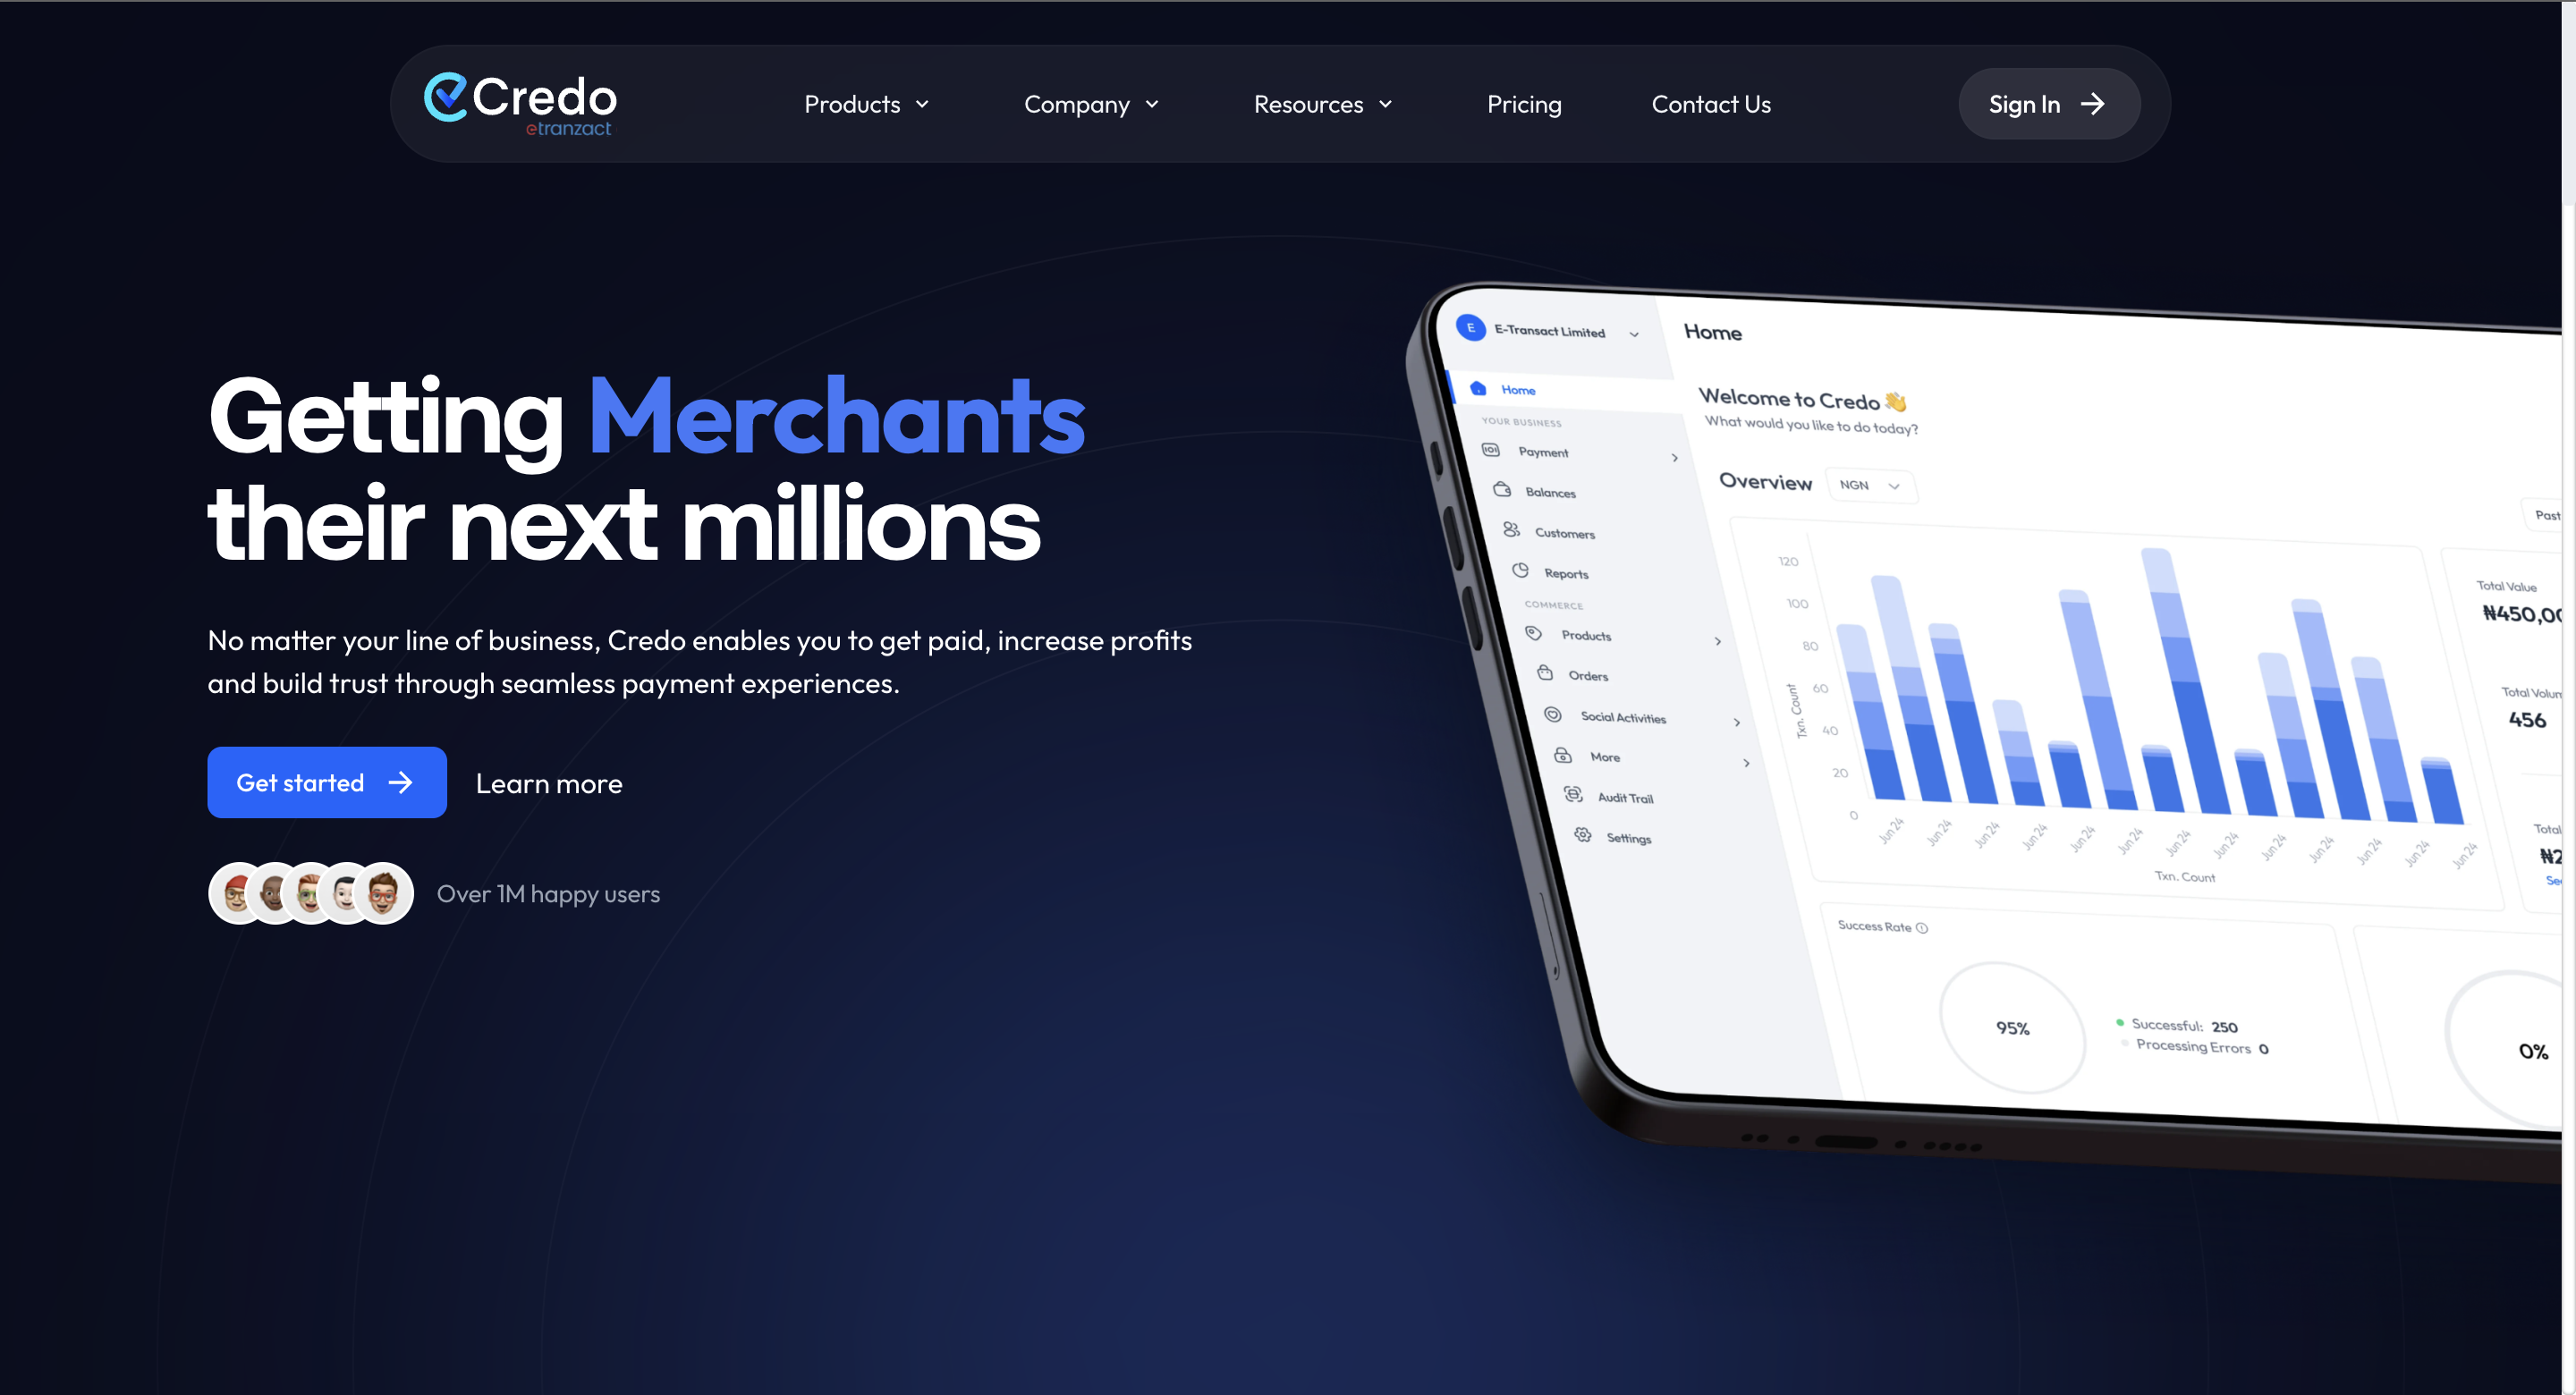 Credo
etranzact
Products
Company
Resources
Pricing
Contact Us
Sign In
Getting Merchants
their next millions
No matter your line of business, Credo enables you to get paid, increase profits
and build trust through seamless payment experiences.
Get started
Learn more
Over 1M happy users
E
E-Transact Limited
Home
YOUR BUSINESS
Payment
Balances
Customers
Reports
COMMERCE
Products
Orders
Social Activities
More
Audit Trail
Settings
Home
Welcome to Credo 👋
What would you like to do today?
Overview
NGN
Past
120
100
80
60
40
20
0
Txn. Count
Jun 24
Jun 24
Jun 24
Jun 24
Jun 24
Jun 24
Jun 24
Jun 24
Jun 24
Jun 24
Jun 24
Jun 24
Jun 24
Txn. Count
Total Value
₦450,0
Total Volum
456
Total
₦2
Success Rate
95%
Successful: 250
Processing Errors 0
0%